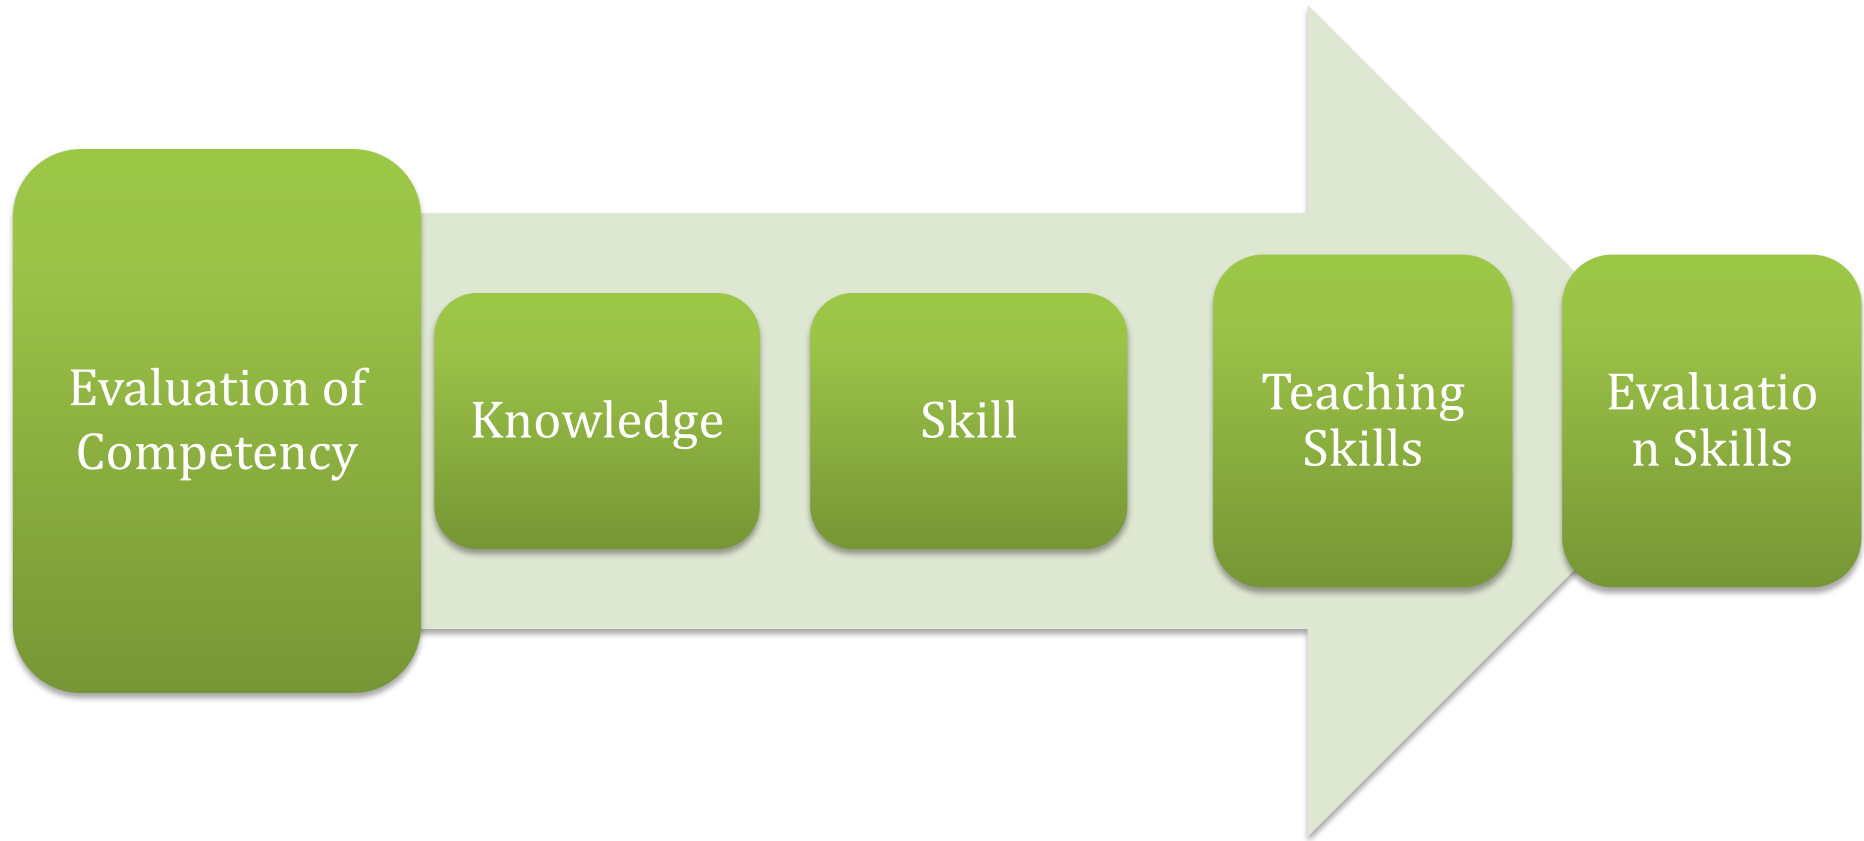 Evaluation of
Competency
Knowledge
Skill
Teaching
Skills
Evaluatio
n Skills